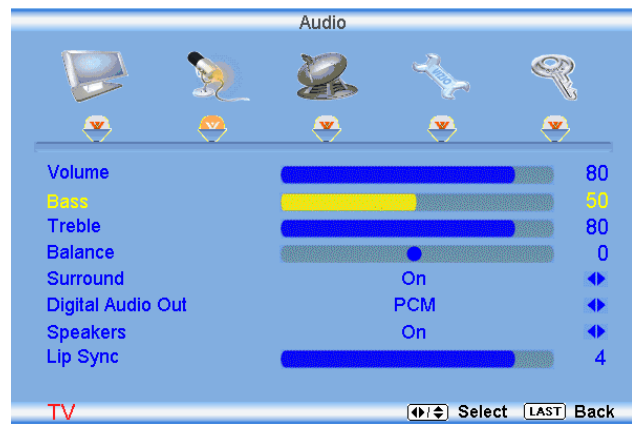 Audio
Volume 80
Bass 50
Treble 80
Balance 0
Surround On
Digital Audio Out PCM
Speakers On
Lip Sync 4
TV Select LAST Back